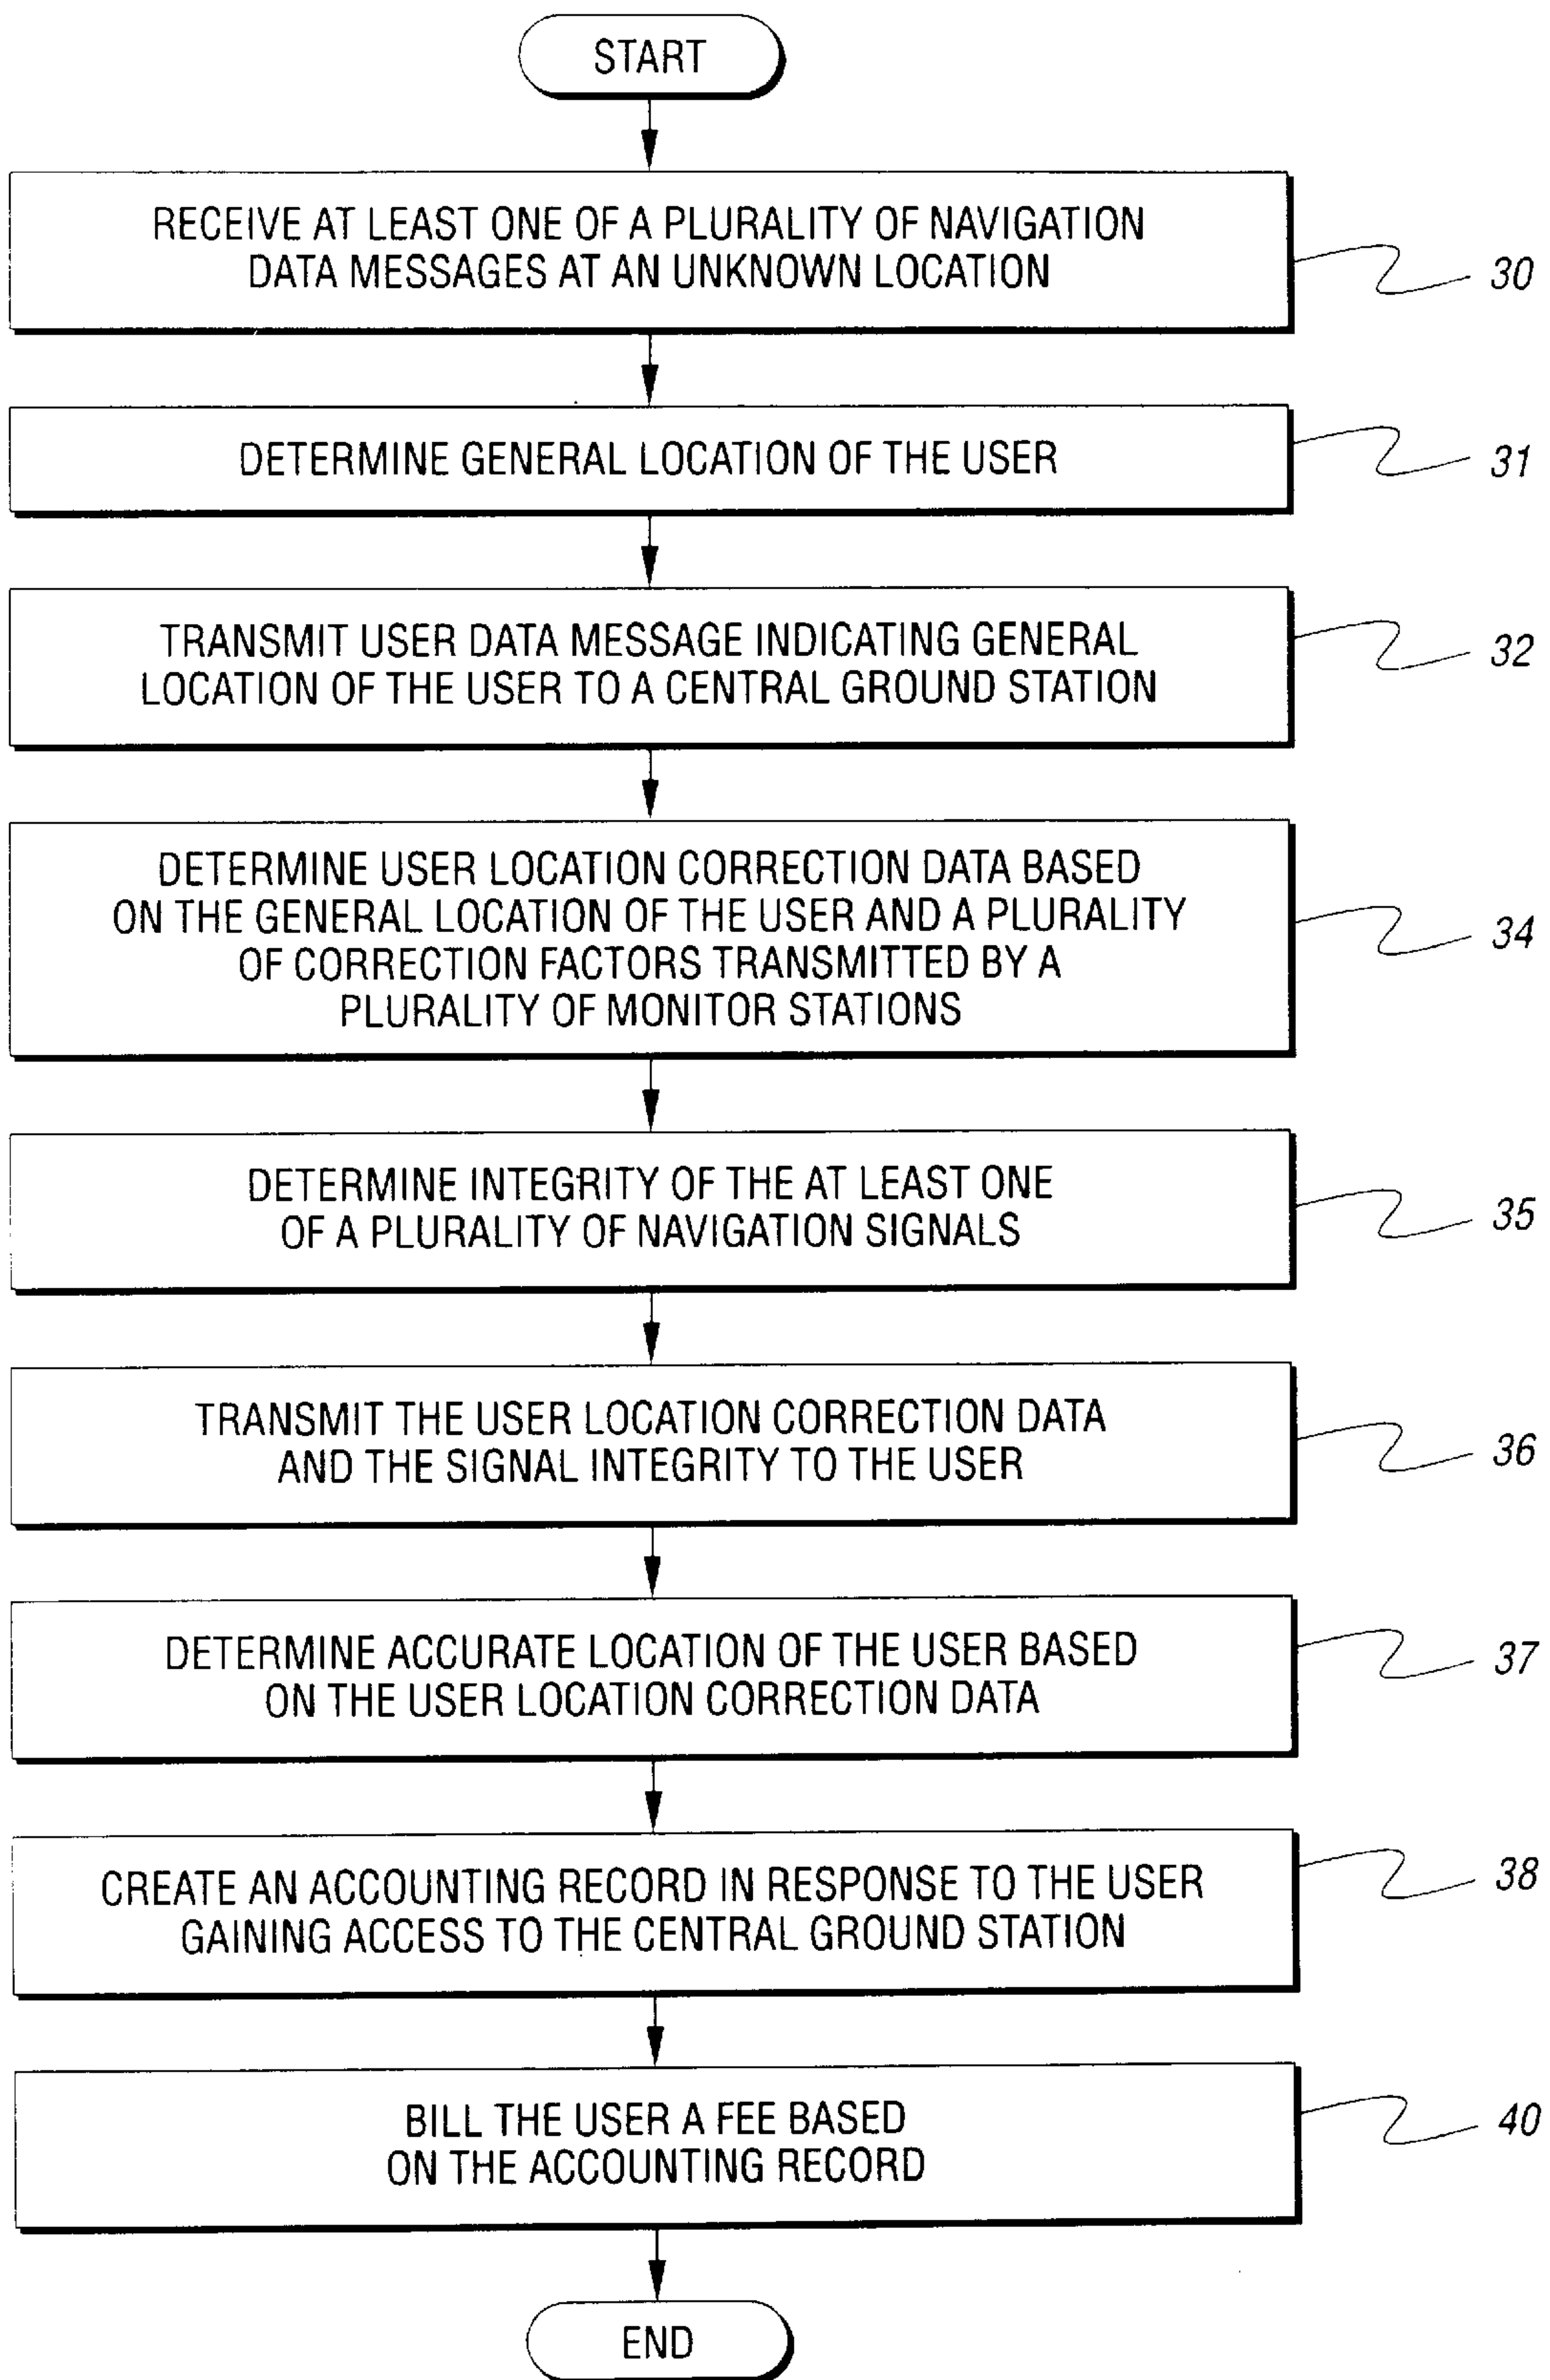 START
RECEIVE AT LEAST ONE OF A PLURALITY OF NAVIGATION
DATA MESSAGES AT AN UNKNOWN LOCATION
30
DETERMINE GENERAL LOCATION OF THE USER
31
TRANSMIT USER DATA MESSAGE INDICATING GENERAL
LOCATION OF THE USER TO A CENTRAL GROUND STATION
32
DETERMINE USER LOCATION CORRECTION DATA BASED
ON THE GENERAL LOCATION OF THE USER AND A PLURALITY
OF CORRECTION FACTORS TRANSMITTED BY A
PLURALITY OF MONITOR STATIONS
34
DETERMINE INTEGRITY OF THE AT LEAST ONE
OF A PLURALITY OF NAVIGATION SIGNALS
35
TRANSMIT THE USER LOCATION CORRECTION DATA
AND THE SIGNAL INTEGRITY TO THE USER
36
DETERMINE ACCURATE LOCATION OF THE USER BASED
ON THE USER LOCATION CORRECTION DATA
37
CREATE AN ACCOUNTING RECORD IN RESPONSE TO THE USER
GAINING ACCESS TO THE CENTRAL GROUND STATION
38
BILL THE USER A FEE BASED
ON THE ACCOUNTING RECORD
40
END